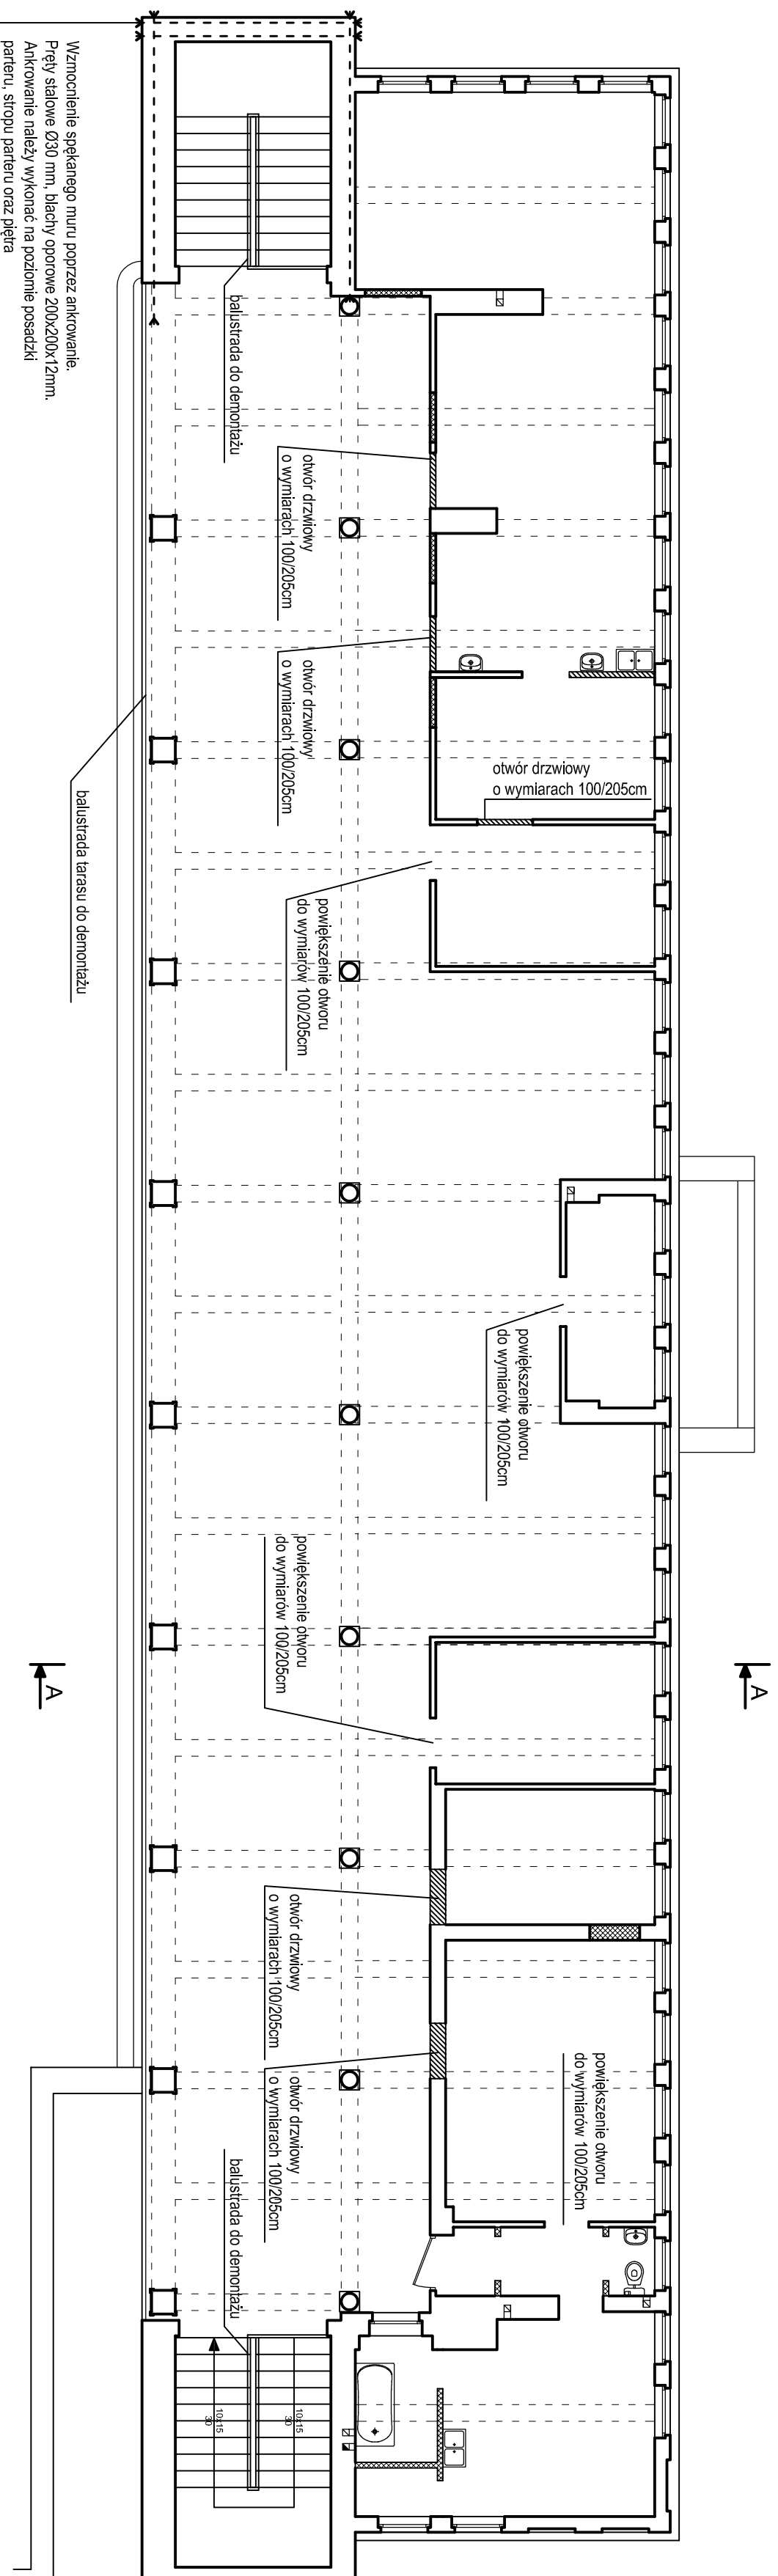 Wzmocnienie spękanego muru poprzez ankrowanie.
Pręty stalowe Ø30 mm, blachy oporowe 200x200x12mm.
Ankrowanie należy wykonać na poziomie posadzki
parteru, stropu parteru oraz piętra
balustrada do demontażu
otwór drzwiowy
o wymiarach 100/205cm
otwór drzwiowy
o wymiarach 100/205cm
otwór drzwiowy
o wymiarach 100/205cm
balustrada tarasu do demontażu
powiększenie otworu
do wymiarów 100/205cm
powiększenie otworu
do wymiarów 100/205cm
powiększenie otworu
do wymiarów 100/205cm
A
A
otwór drzwiowy
o wymiarach 100/205cm
otwór drzwiowy
o wymiarach 100/205cm
powiększenie otworu
do wymiarów 100/205cm
balustrada do demontażu
10x15
30
10x15
30